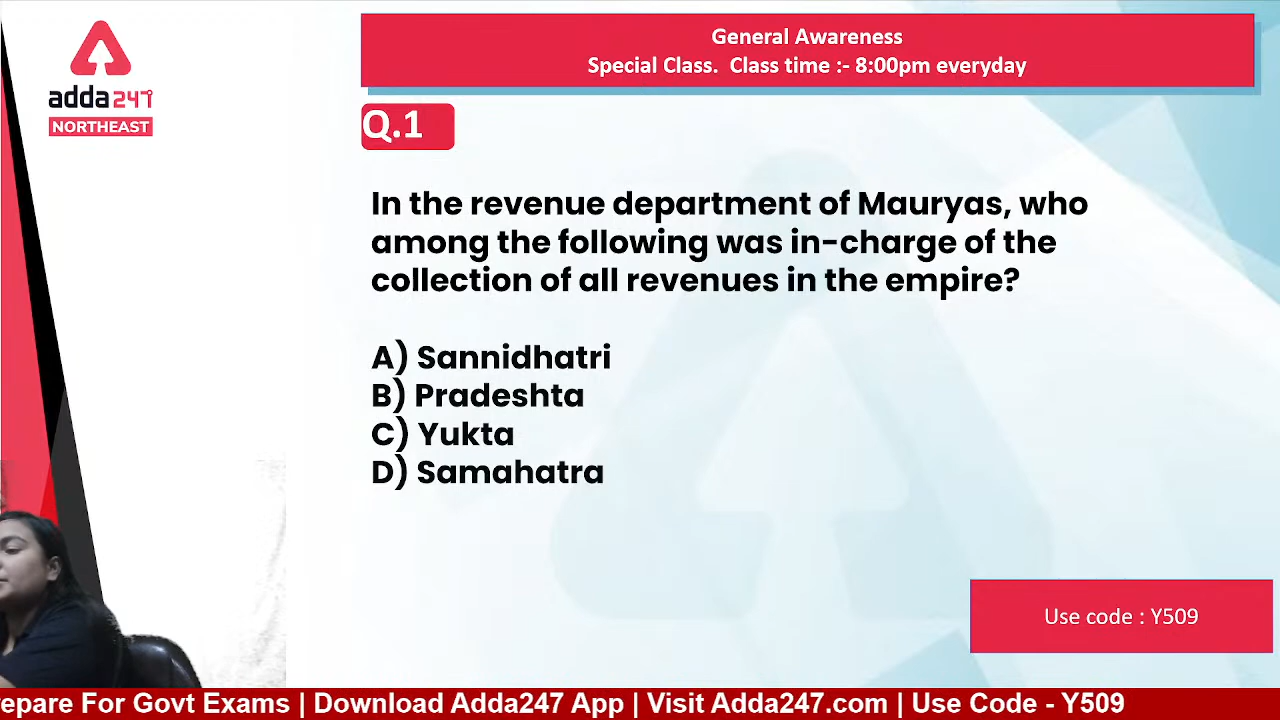 adda247
NORTHEAST
General Awareness
Special Class. Class time :- 8:00pm everyday
Q.1
In the revenue department of Mauryas, who
among the following was in-charge of the
collection of all revenues in the empire?
A) Sannidhatri
B) Pradeshta
C) Yukta
D) Samahatra
Use code : Y509
epare For Govt Exams | Download Adda247 App | Visit Adda247.com | Use Code - Y509